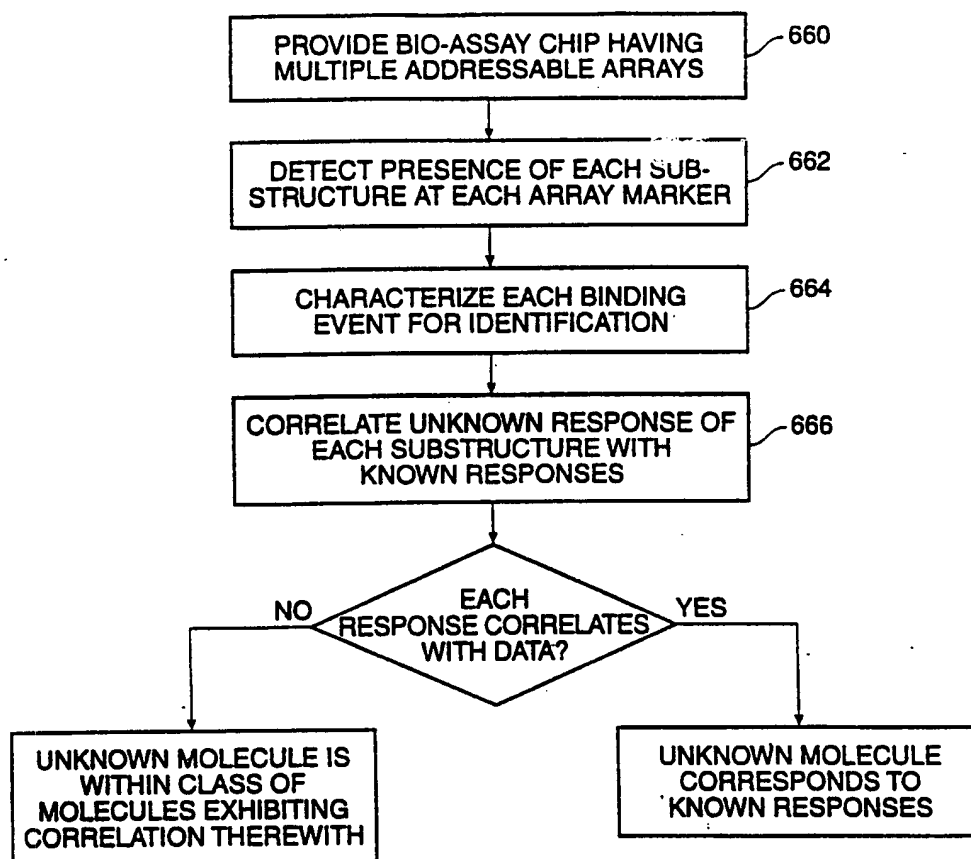 PROVIDE BIO-ASSAY CHIP HAVING
MULTIPLE ADDRESSABLE ARRAYS
660
DETECT PRESENCE OF EACH SUB-
STRUCTURE AT EACH ARRAY MARKER
662
CHARACTERIZE EACH BINDING
EVENT FOR IDENTIFICATION
664
CORRELATE UNKNOWN RESPONSE OF
EACH SUBSTRUCTURE WITH
KNOWN RESPONSES
666
NO
EACH
RESPONSE CORRELATES
WITH DATA?
YES
UNKNOWN MOLECULE IS
WITHIN CLASS OF
MOLECULES EXHIBITING
CORRELATION THEREWITH
UNKNOWN MOLECULE
CORRESPONDS TO
KNOWN RESPONSES